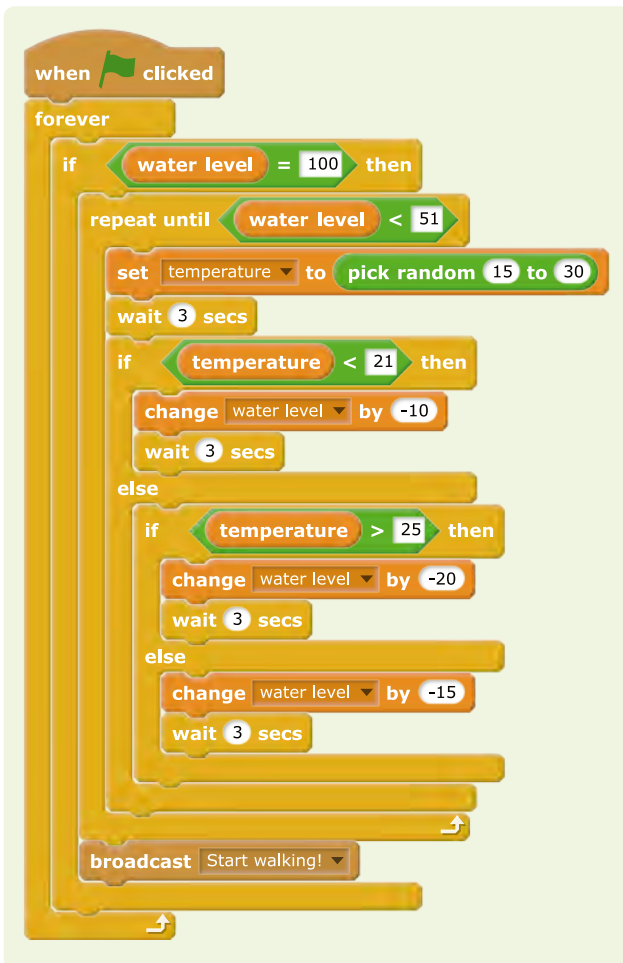 when clicked
forever
if water level = 100 then
repeat until water level < 51
set temperature to pick random 15 to 30
wait 3 secs
if temperature < 21 then
change water level by -10
wait 3 secs
else
if temperature > 25 then
change water level by -20
wait 3 secs
else
change water level by -15
wait 3 secs
broadcast Start walking!